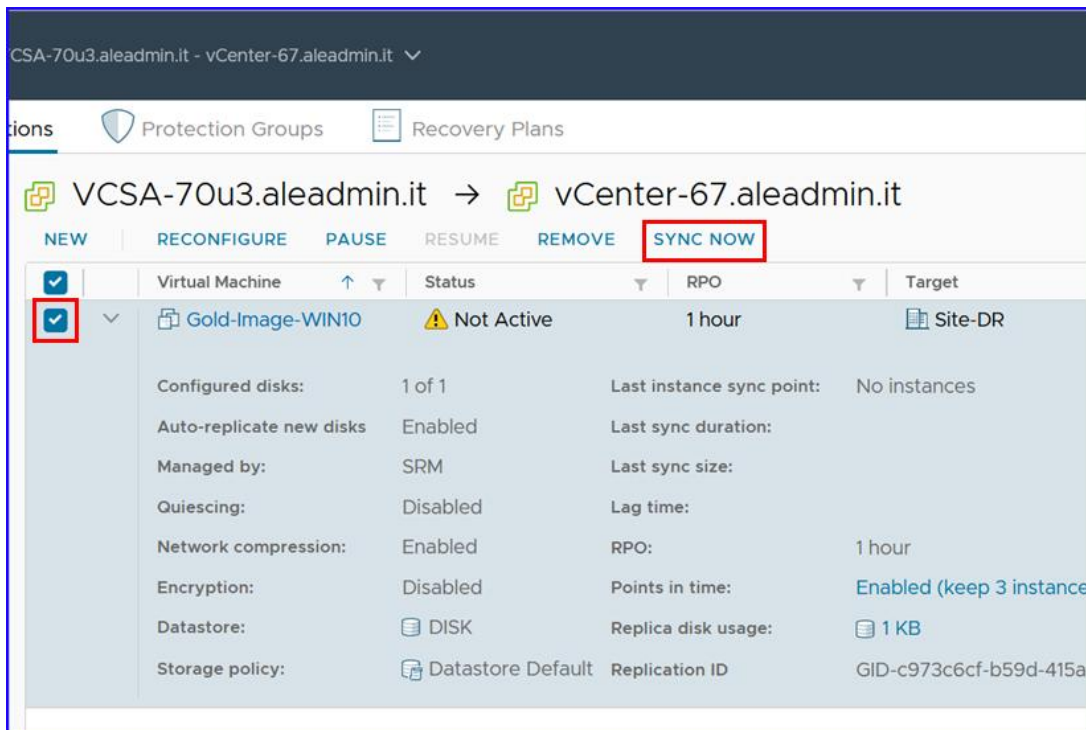 CSA-70u3.aleadmin.it - vCenter-67.aleadmin.it
tions Protection Groups Recovery Plans
VCSA-70u3.aleadmin.it → vCenter-67.aleadmin.it
NEW RECONFIGURE PAUSE RESUME REMOVE SYNC NOW
Virtual Machine ↑ Status RPO Target
Gold-Image-WIN10 Not Active 1 hour Site-DR
Configured disks: 1 of 1 Last instance sync point: No instances
Auto-replicate new disks Enabled Last sync duration:
Managed by: SRM Last sync size:
Quiescing: Disabled Lag time:
Network compression: Enabled RPO: 1 hour
Encryption: Disabled Points in time: Enabled (keep 3 instance
Datastore: DISK Replica disk usage: 1 KB
Storage policy: Datastore Default Replication ID GID-c973c6cf-b59d-415a